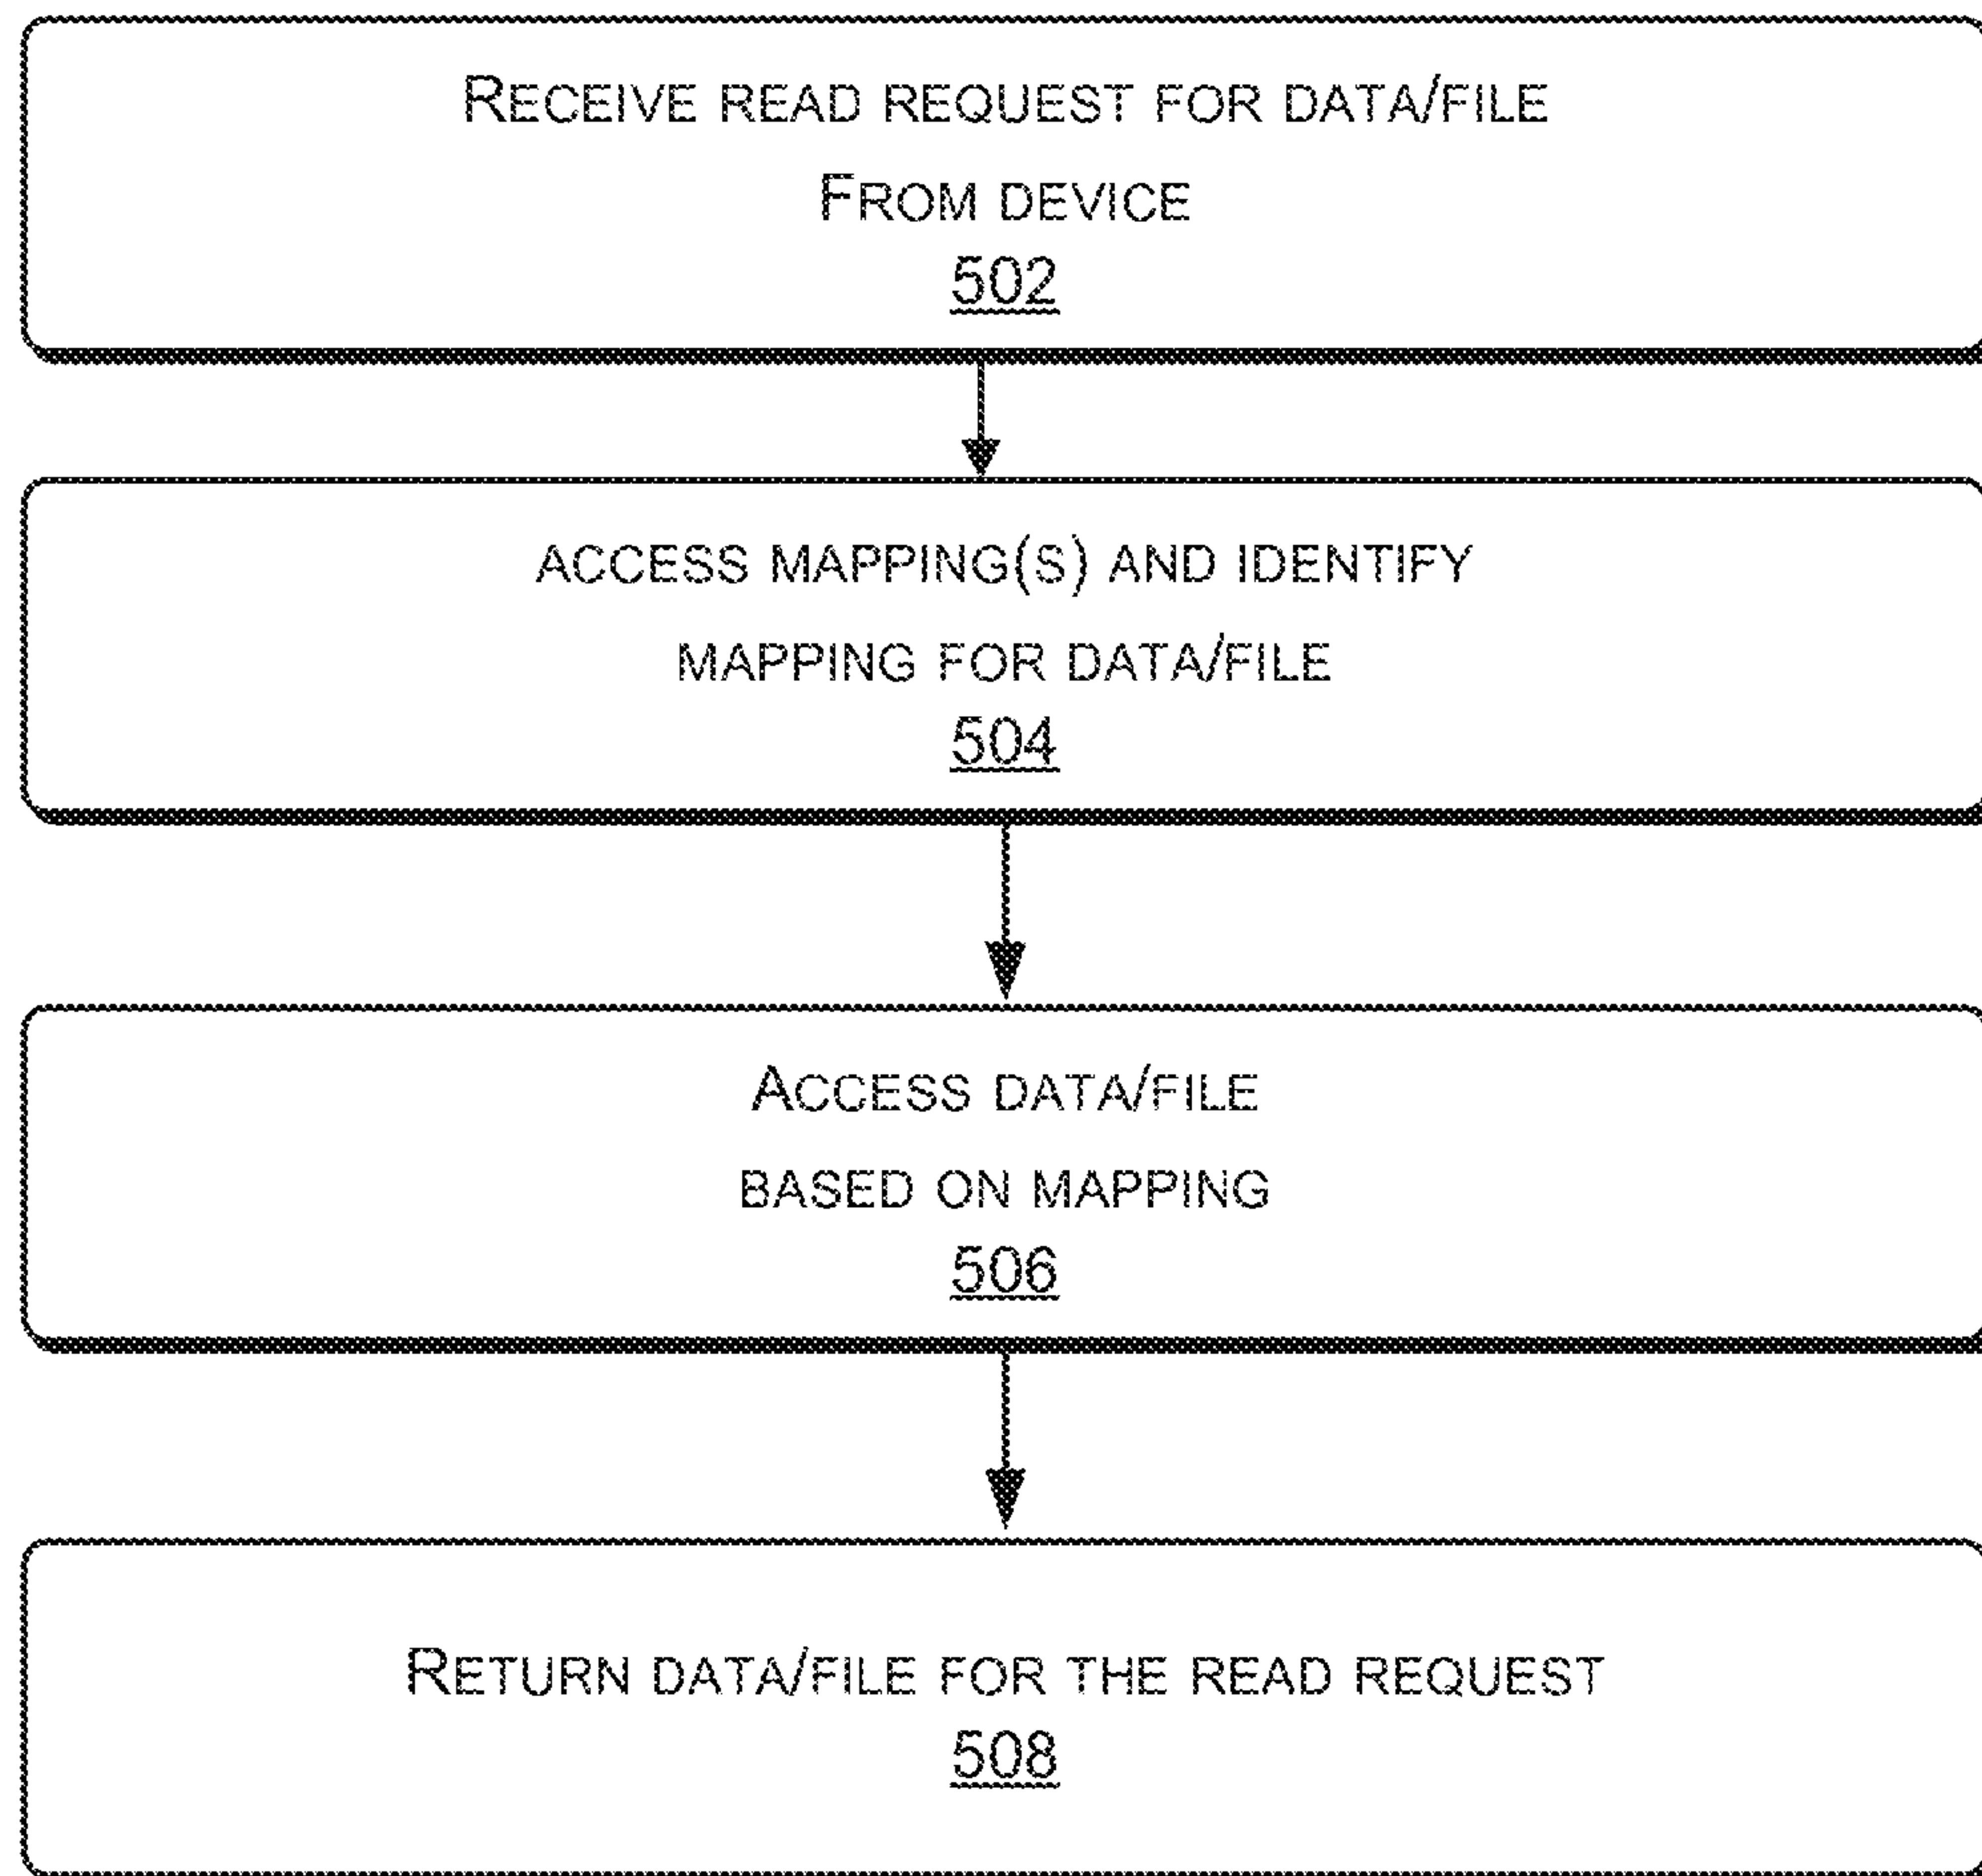 RECEIVE READ REQUEST FOR DATA/FILE
FROM DEVICE
502
ACCESS MAPPING(S) AND IDENTIFY
MAPPING FOR DATA/FILE
504
ACCESS DATA/FILE
BASED ON MAPPING
506
RETURN DATA/FILE FOR THE READ REQUEST
508